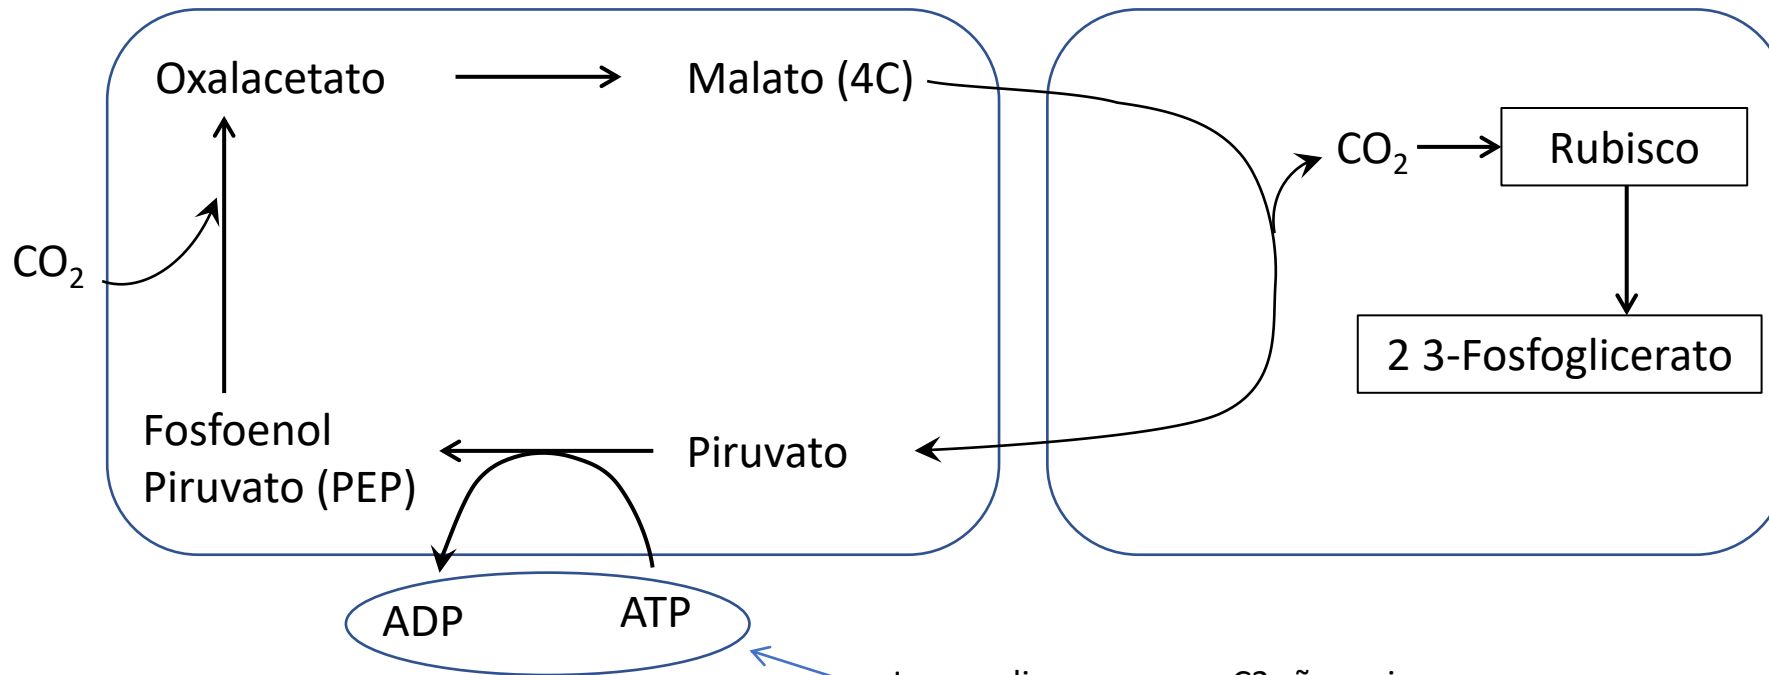 Oxalacetato
Malato (4C)
CO₂
Rubisco
CO₂
2 3-Fosfoglicerato
Fosfoenol
Piruvato (PEP)
Piruvato
ADP
ATP